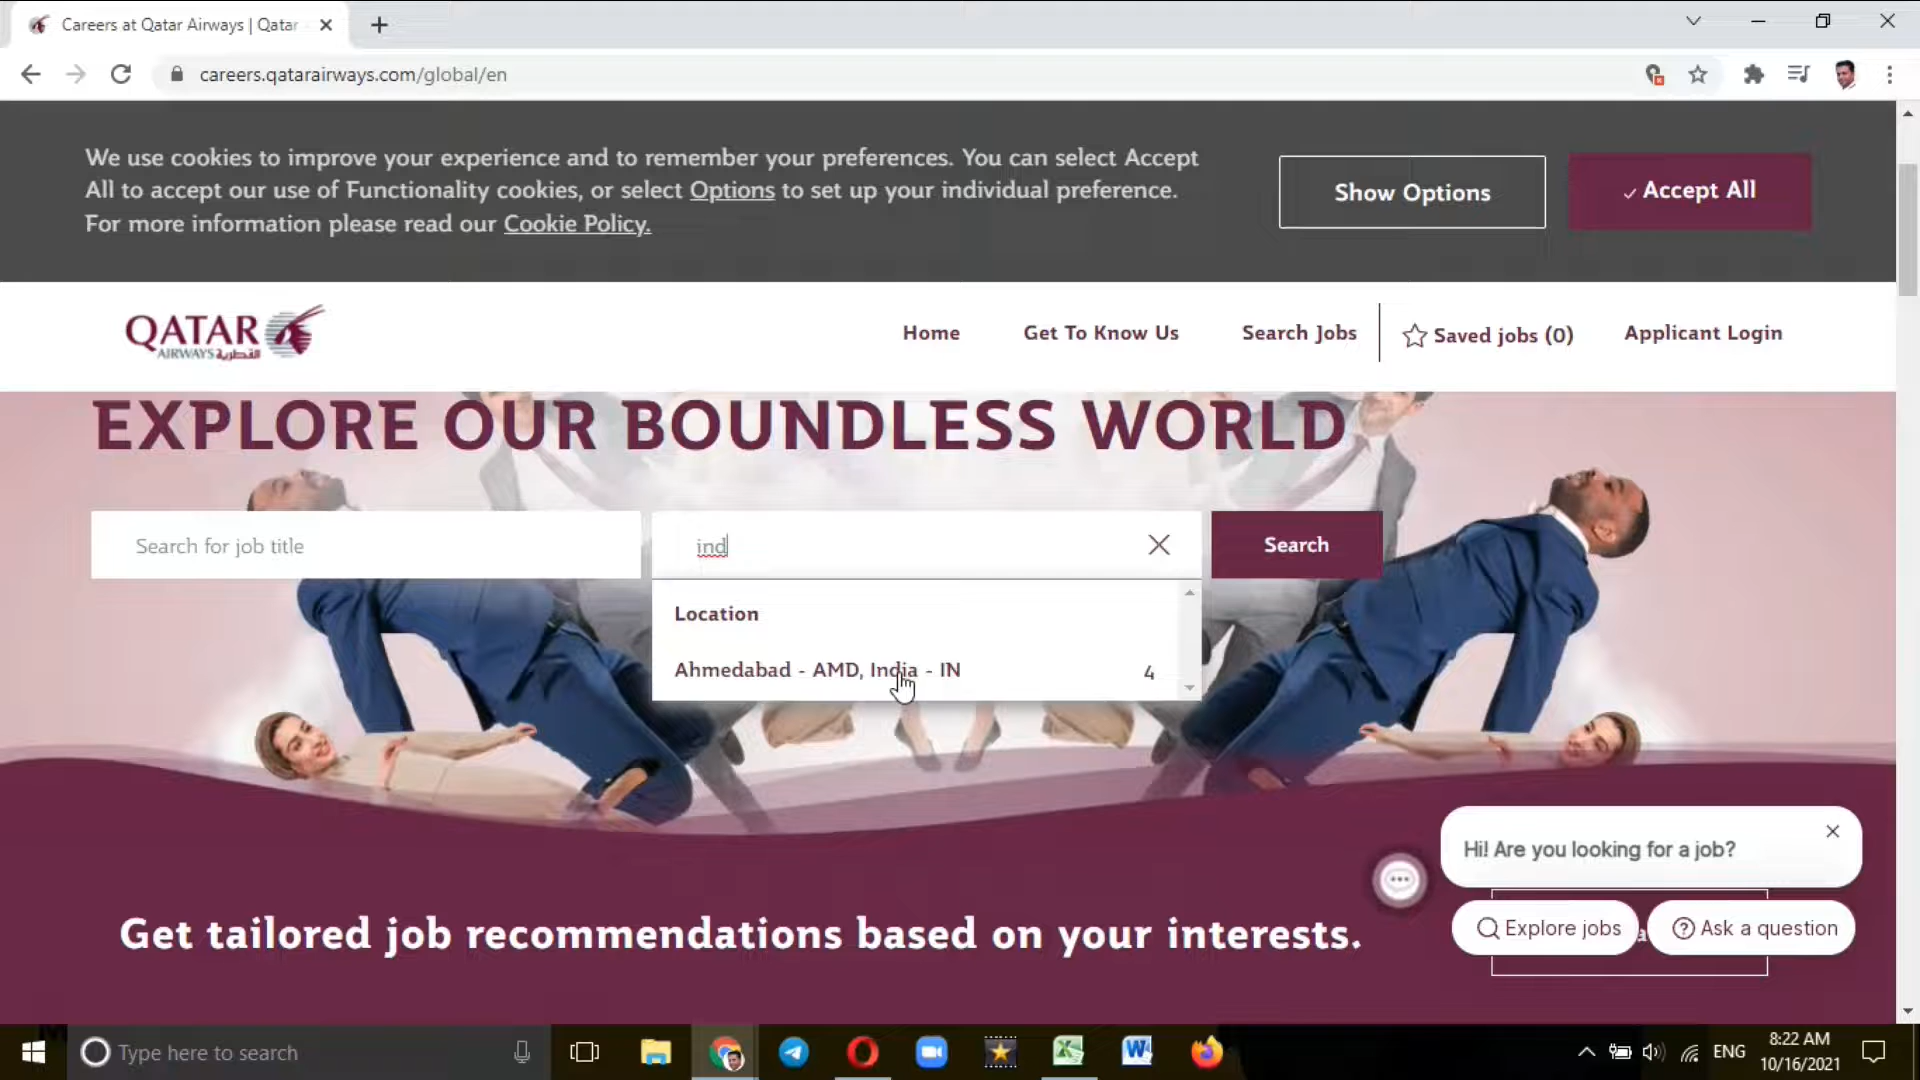 Careers at Qatar Airways | Qatar
careers.qatarairways.com/global/en
We use cookies to improve your experience and to remember your preferences. You can select Accept
All to accept our use of Functionality cookies, or select Options to set up your individual preference.
For more information please read our Cookie Policy.
Show Options
✓ Accept All
QATAR
AIRWAYS القطرية
Home
Get To Know Us
Search Jobs
Saved jobs (0)
Applicant Login
EXPLORE OUR BOUNDLESS WORLD
Search for job title
ind
Search
Location
Ahmedabad - AMD, India - IN
4
Hi! Are you looking for a job?
Get tailored job recommendations based on your interests.
Explore jobs
Ask a question
Type here to search
ENG
8:22 AM
10/16/2021